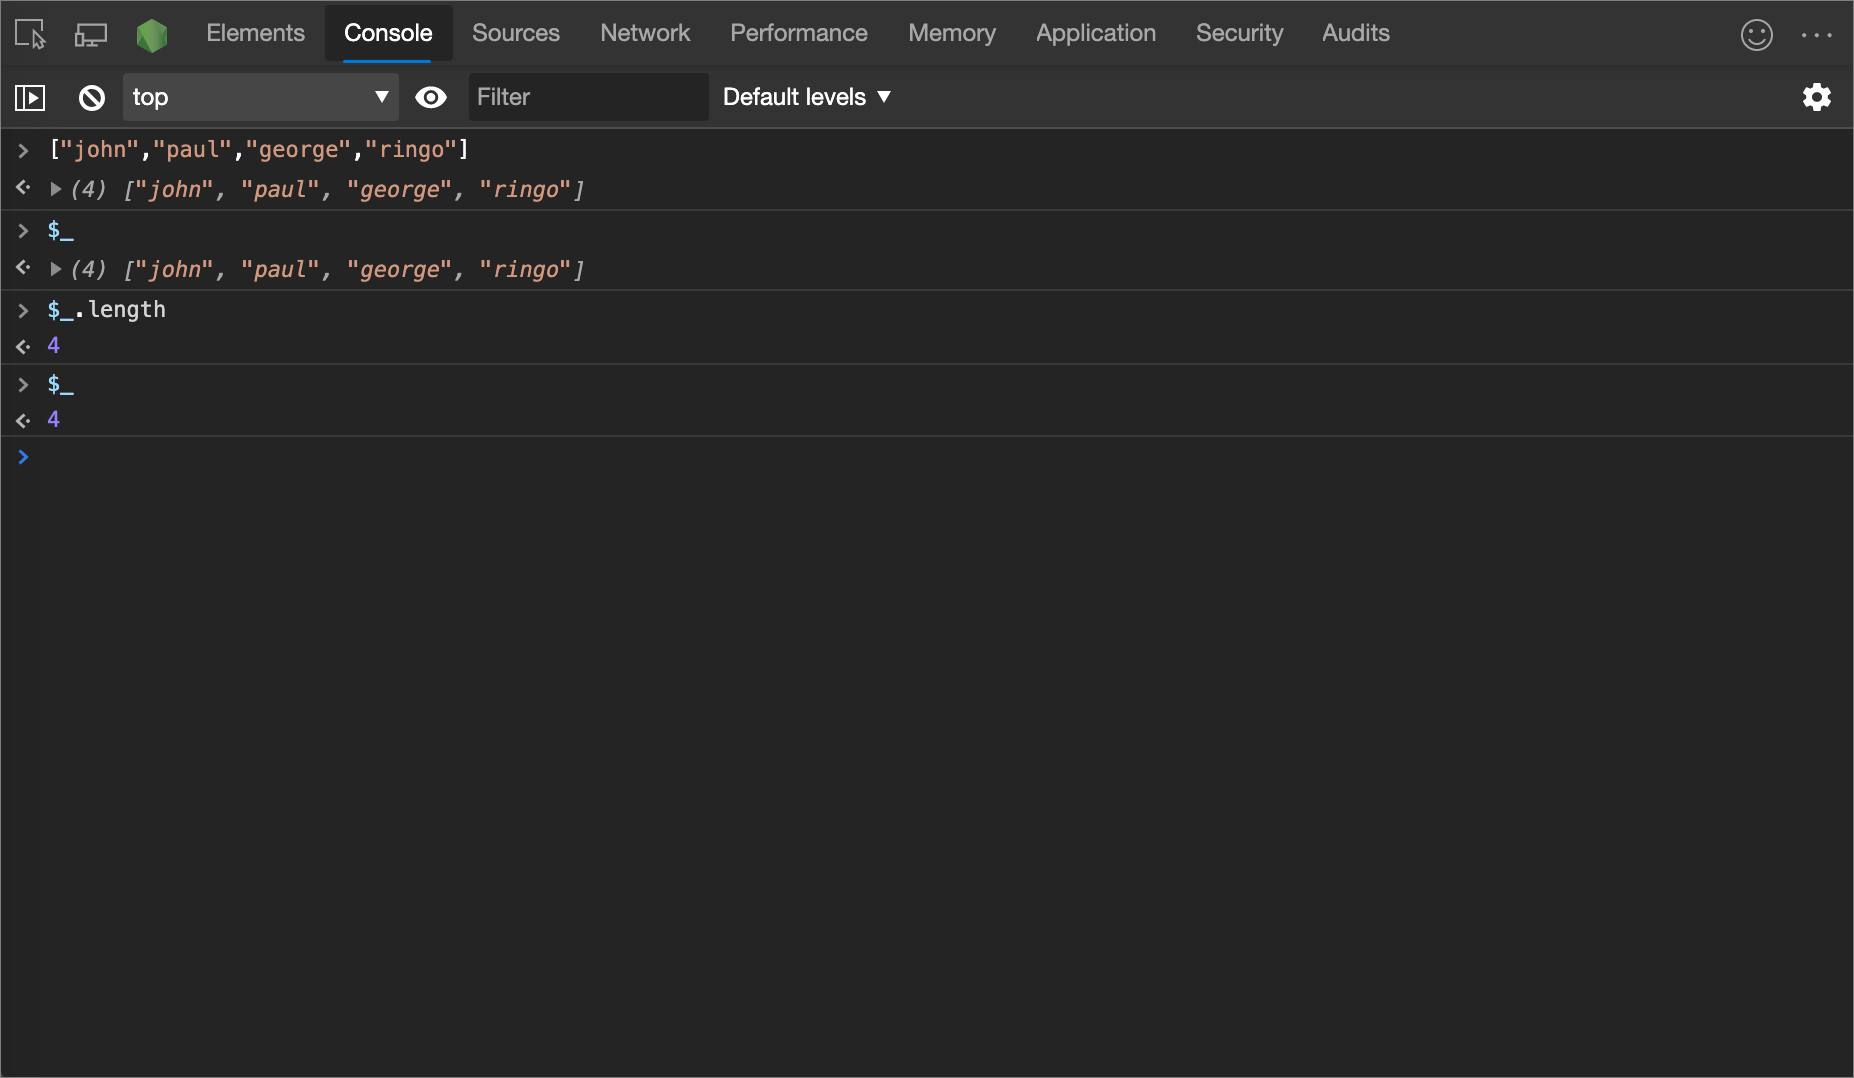 Elements Console Sources Network Performance Memory Application Security Audits
top Filter Default levels
["john","paul","george","ringo"]
(4) ["john", "paul", "george", "ringo"]
$_
(4) ["john", "paul", "george", "ringo"]
$_.length
4
$_
4